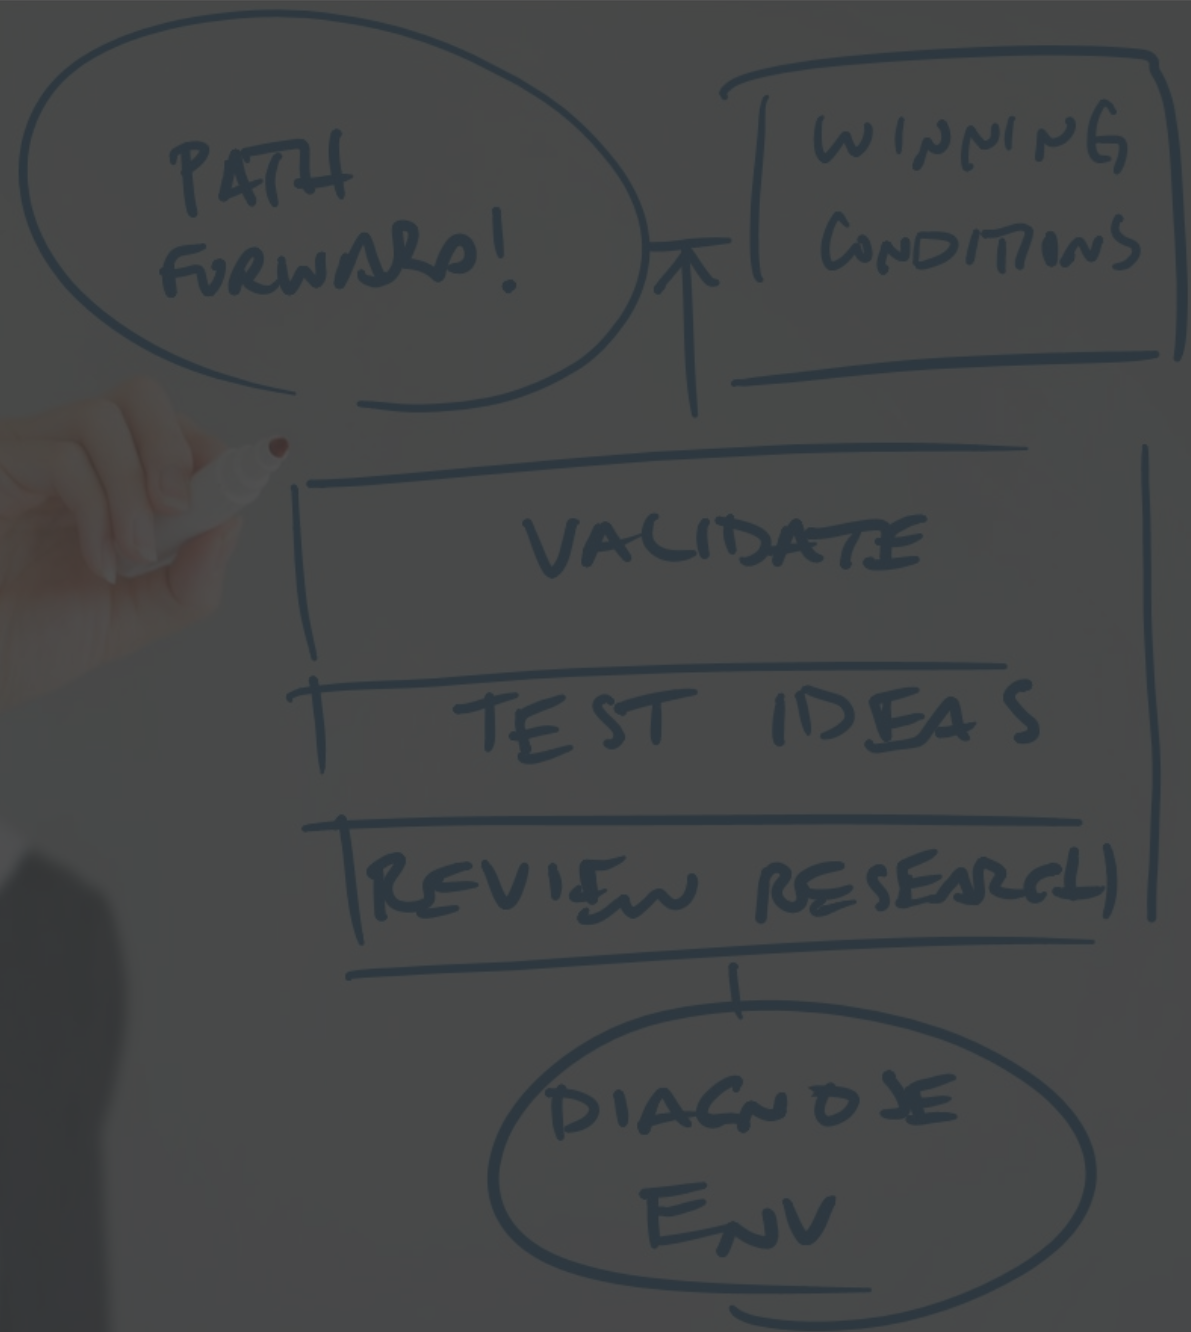 PATH
FORWARD!
WINNING
CONDITIONS
VALIDATE
TEST IDEAS
REVIEW RESEARCH
DIAGNOSE
ENV